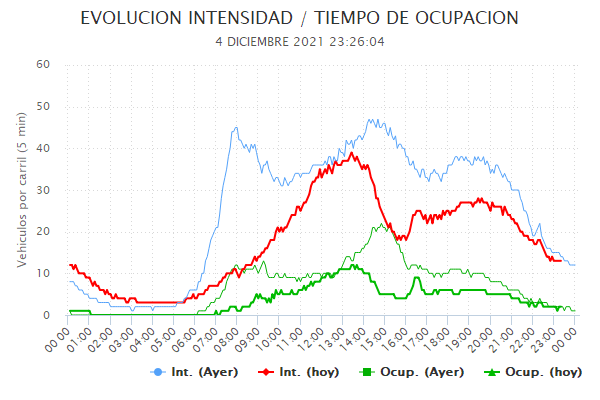 EVOLUCION INTENSIDAD / TIEMPO DE OCUPACION
4 DICIEMBRE 2021 23:26:04
Vehiculos por carril (5 min)
60
50
40
30
20
10
0
00:00 01:00 02:00 03:00 04:00 05:00 06:00 07:00 08:00 09:00 10:00 11:00 12:00 13:00 14:00 15:00 16:00 17:00 18:00 19:00 20:00 21:00 22:00 23:00 00:00
Int. (Ayer) Int. (hoy) Ocup. (Ayer) Ocup. (hoy)